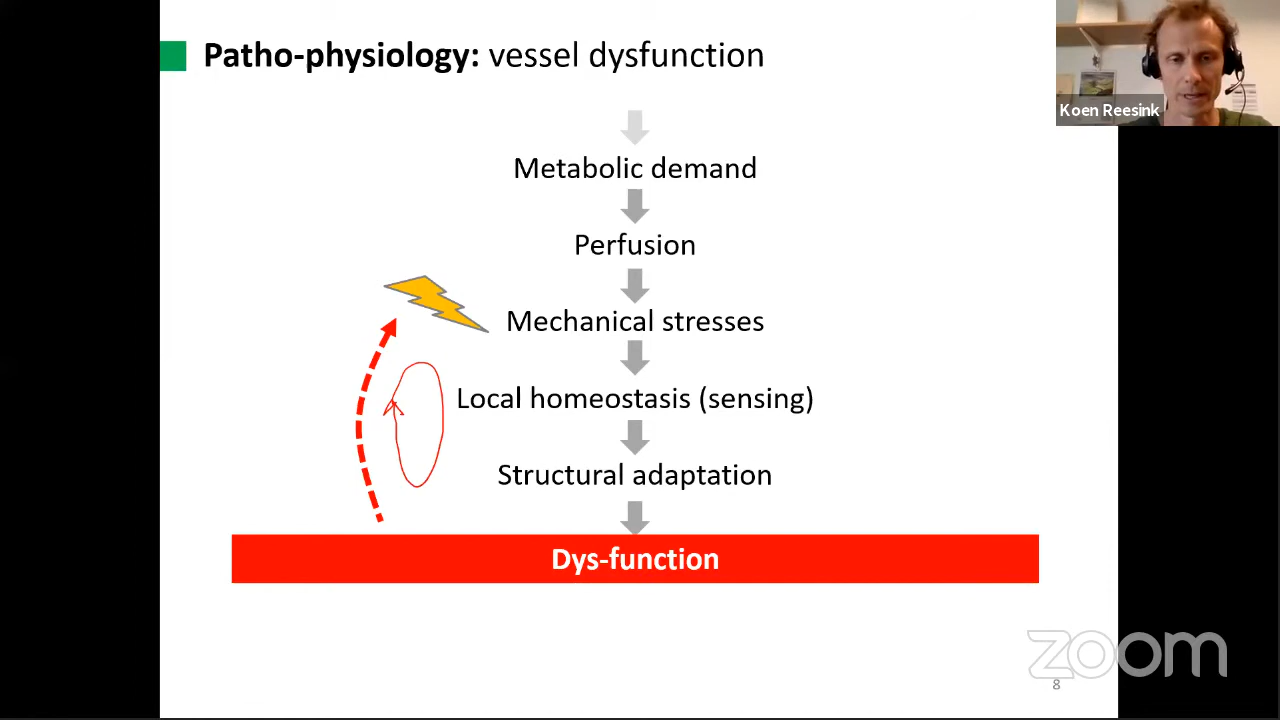 Patho-physiology: vessel dysfunction
Koen Reesink
Metabolic demand
Perfusion
Mechanical stresses
Local homeostasis (sensing)
Structural adaptation
Dys-function
zoom
8